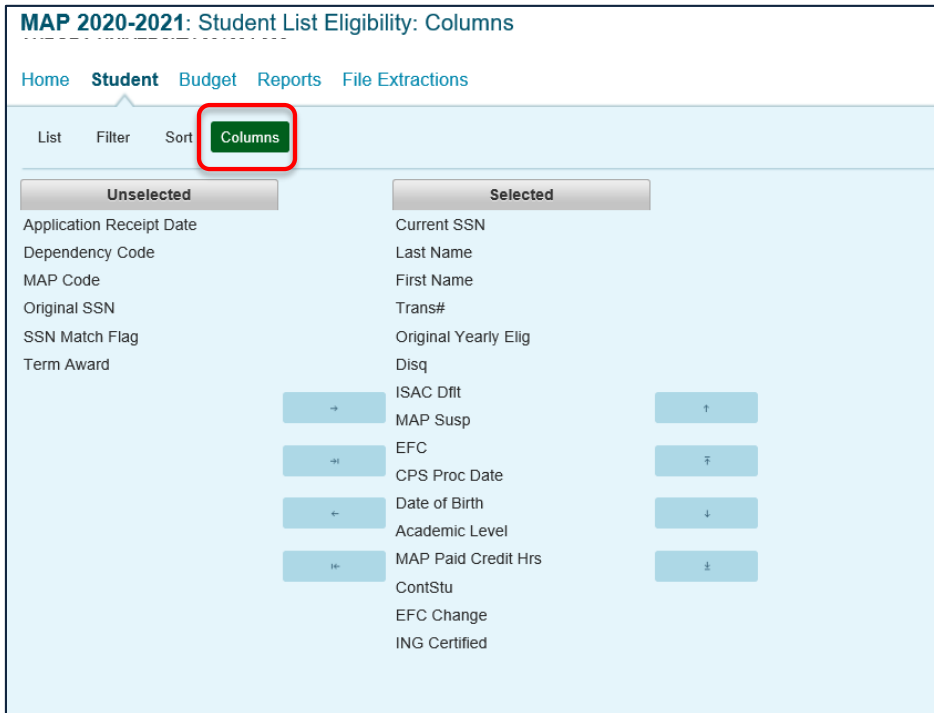 MAP 2020-2021: Student List Eligibility: Columns
Home Student Budget Reports File Extractions
List Filter Sort Columns
Unselected
Application Receipt Date
Dependency Code
MAP Code
Original SSN
SSN Match Flag
Term Award
Selected
Current SSN
Last Name
First Name
Trans#
Original Yearly Elig
Disq
ISAC Dflt
MAP Susp
EFC
CPS Proc Date
Date of Birth
Academic Level
MAP Paid Credit Hrs
ContStu
EFC Change
ING Certified